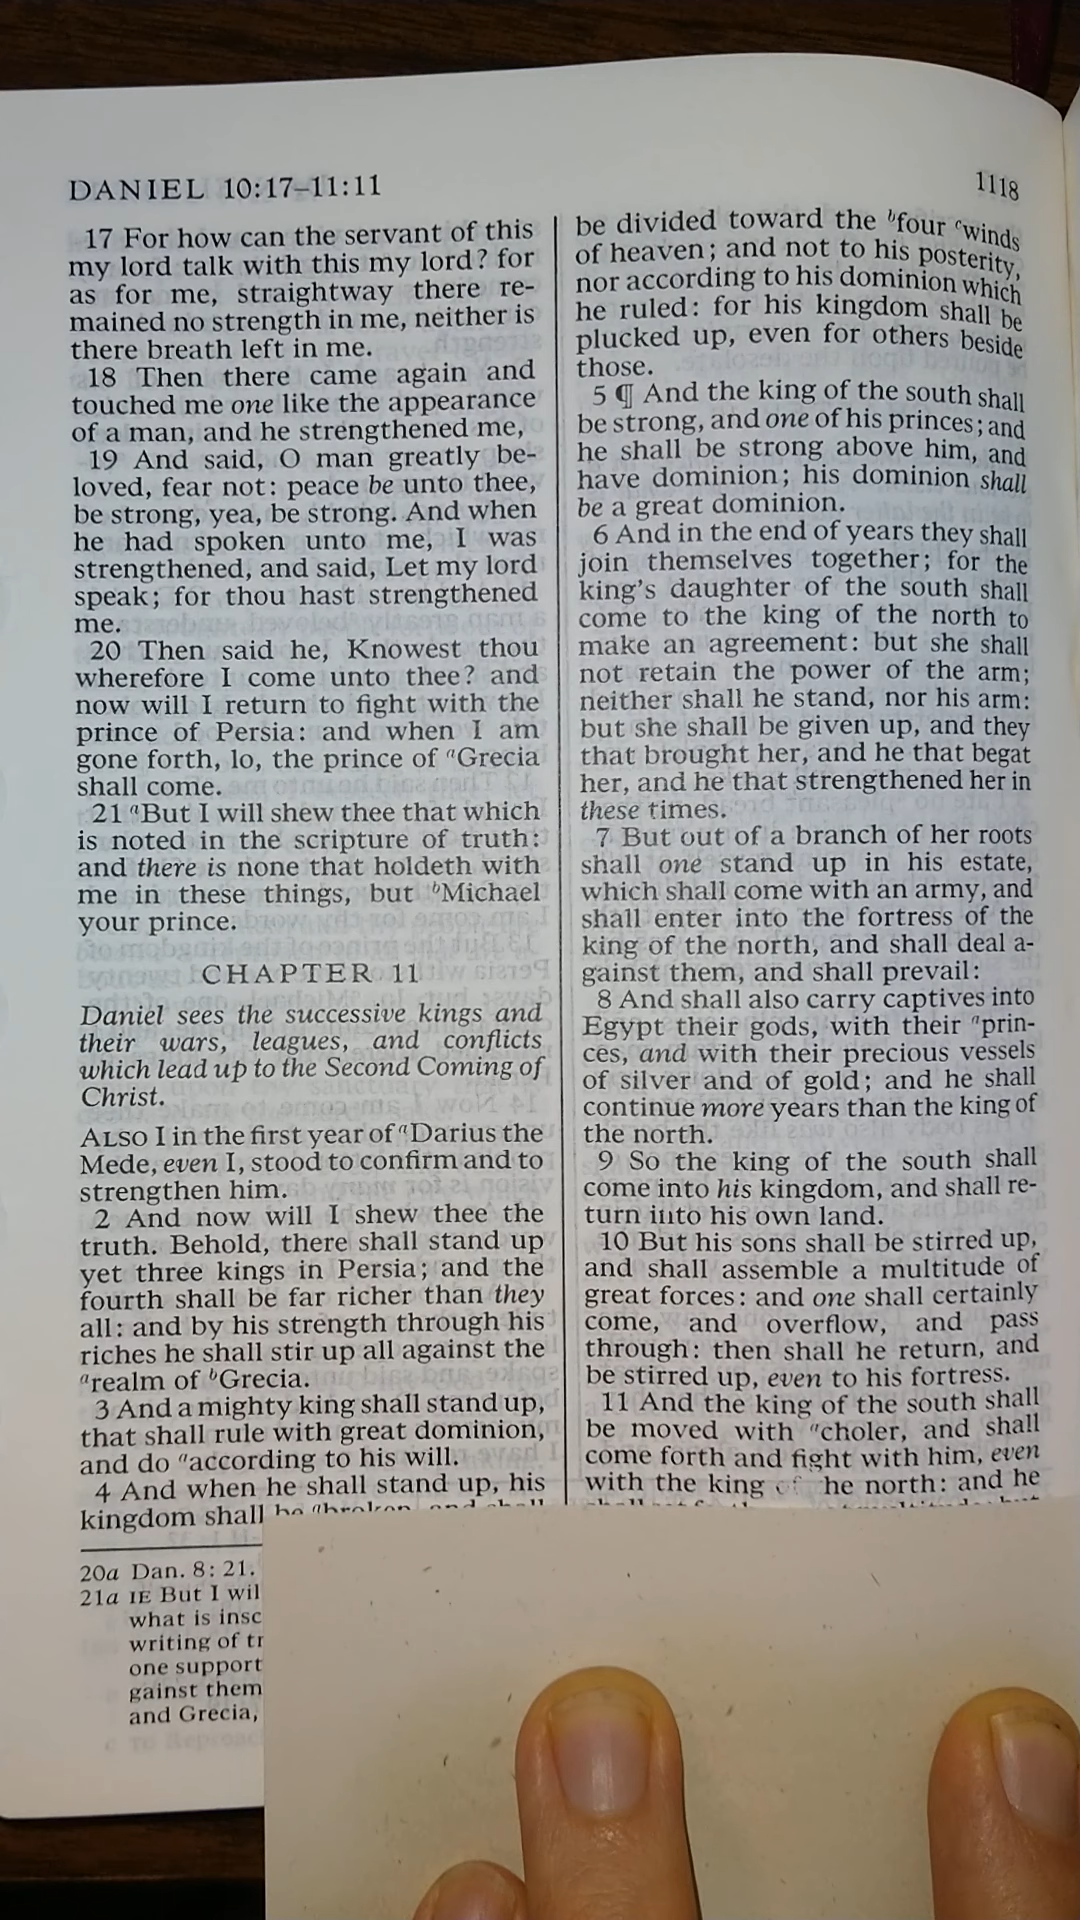 DANIEL 10:17–11:11
1118
17 For how can the servant of this
my lord talk with this my lord? for
as for me, straightway there re-
mained no strength in me, neither is
there breath left in me.
18 Then there came again and
touched me one like the appearance
of a man, and he strengthened me,
19 And said, O man greatly be-
loved, fear not: peace be unto thee,
be strong, yea, be strong. And when
he had spoken unto me, I was
strengthened, and said, Let my lord
speak; for thou hast strengthened
me.
20 Then said he, Knowest thou
wherefore I come unto thee? and
now will I return to fight with the
prince of Persia: and when I am
gone forth, lo, the prince of aGrecia
shall come.
21 aBut I will shew thee that which
is noted in the scripture of truth:
and there is none that holdeth with
me in these things, but bMichael
your prince.
CHAPTER 11
Daniel sees the successive kings and
their wars, leagues, and conflicts
which lead up to the Second Coming of
Christ.
ALSO I in the first year of aDarius the
Mede, even I, stood to confirm and to
strengthen him.
2 And now will I shew thee the
truth. Behold, there shall stand up
yet three kings in Persia; and the
fourth shall be far richer than they
all: and by his strength through his
riches he shall stir up all against the
arealm of bGrecia.
3 And a mighty king shall stand up,
that shall rule with great dominion,
and do aaccording to his will.
4 And when he shall stand up, his
kingdom shall be abroken, and shall
20a Dan. 8: 21.
21a IE But I wil
what is insc
writing of tr
one support
gainst them
and Grecia,
be divided toward the bfour cwinds
of heaven; and not to his posterity,
nor according to his dominion which
he ruled: for his kingdom shall be
plucked up, even for others beside
those.
5 ¶ And the king of the south shall
be strong, and one of his princes; and
he shall be strong above him, and
have dominion; his dominion shall
be a great dominion.
6 And in the end of years they shall
join themselves together; for the
king's daughter of the south shall
come to the king of the north to
make an agreement: but she shall
not retain the power of the arm;
neither shall he stand, nor his arm:
but she shall be given up, and they
that brought her, and he that begat
her, and he that strengthened her in
these times.
7 But out of a branch of her roots
shall one stand up in his estate,
which shall come with an army, and
shall enter into the fortress of the
king of the north, and shall deal a-
gainst them, and shall prevail:
8 And shall also carry captives into
Egypt their gods, with their aprin-
ces, and with their precious vessels
of silver and of gold; and he shall
continue more years than the king of
the north.
9 So the king of the south shall
come into his kingdom, and shall re-
turn into his own land.
10 But his sons shall be stirred up,
and shall assemble a multitude of
great forces: and one shall certainly
come, and overflow, and pass
through: then shall he return, and
be stirred up, even to his fortress.
11 And the king of the south shall
be moved with acholer, and shall
come forth and fight with him, even
with the king of the north: and he